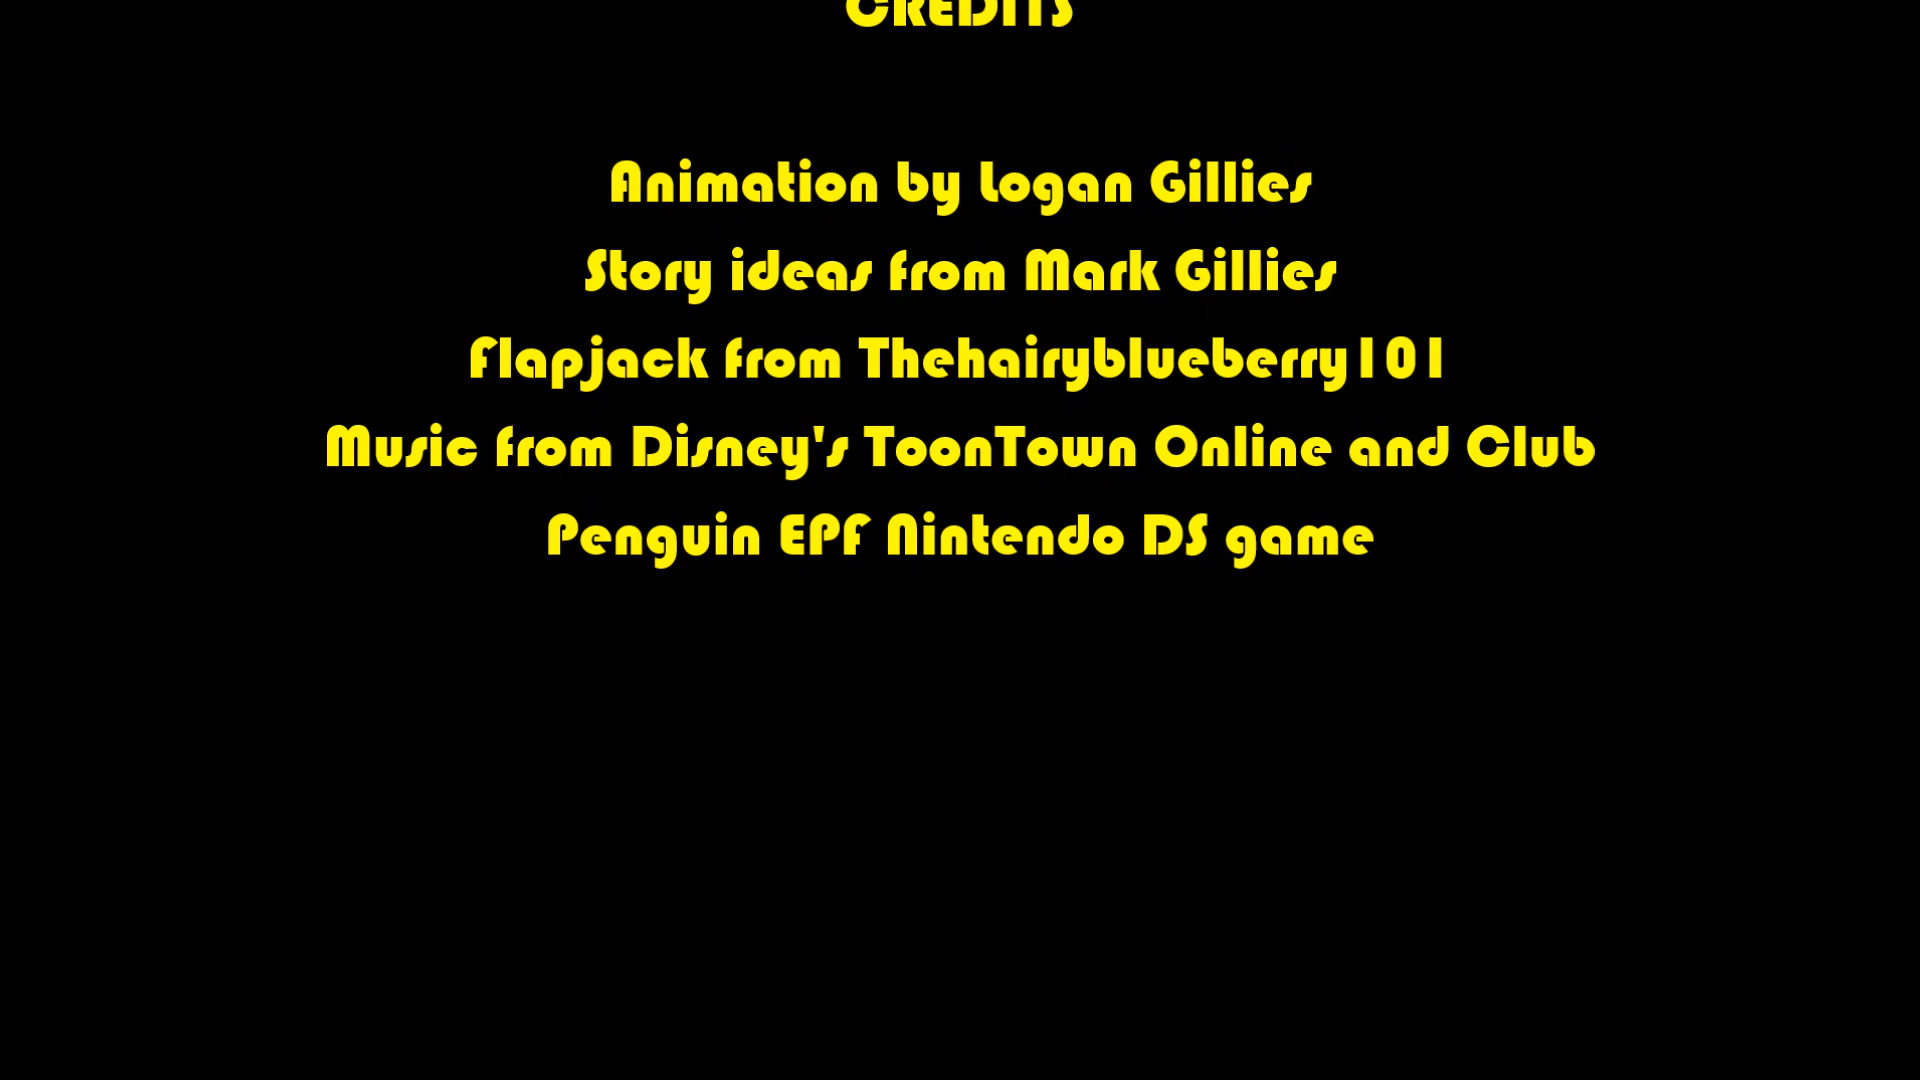 CREDITS
Animation by Logan Gillies
Story ideas from Mark Gillies
Flapjack from Thehairyblueberry101
Music from Disney's ToonTown Online and Club
Penguin EPF Nintendo DS game